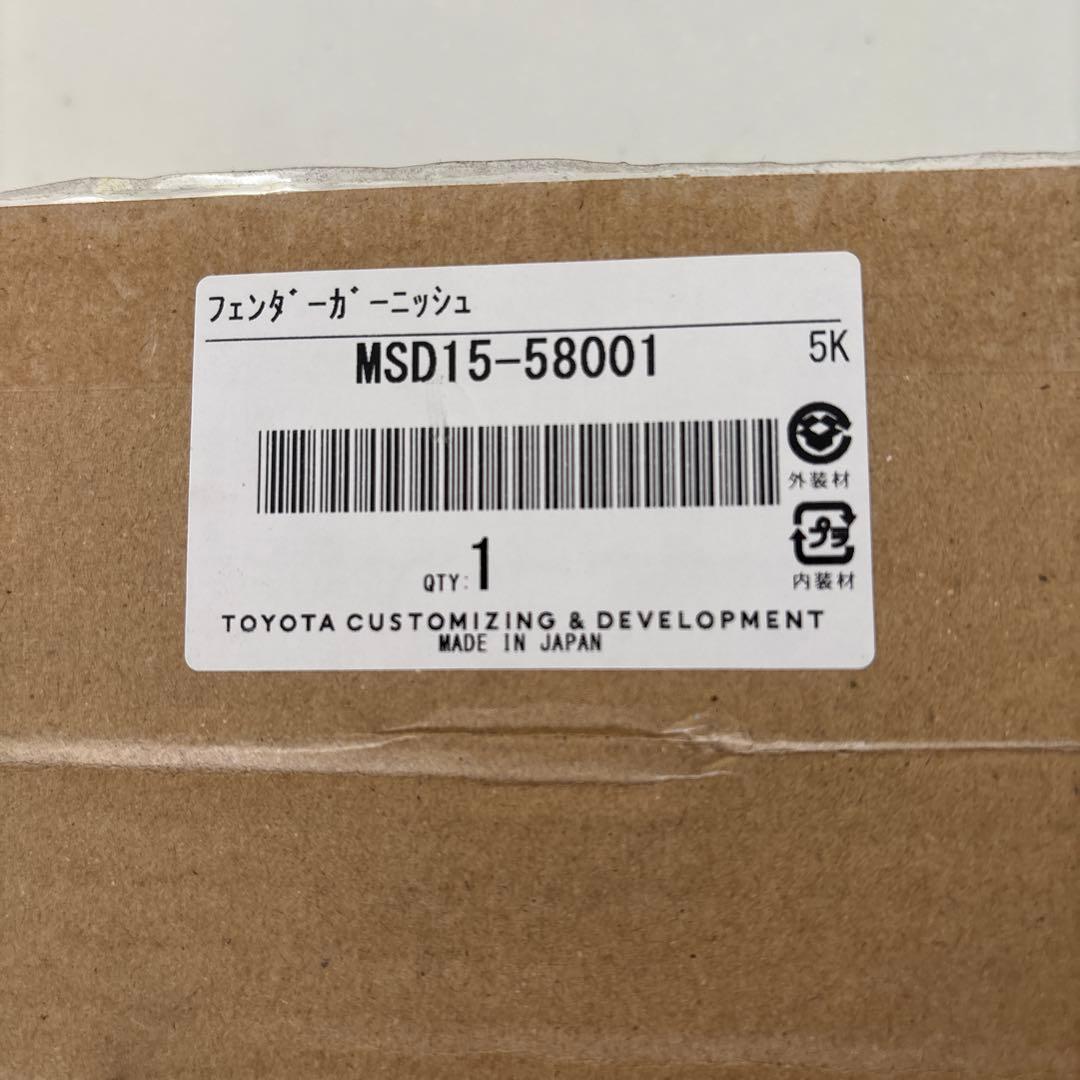 ﾌｪﾝﾀﾞｰｶﾞｰﾆｯｼｭ
MSD15-58001
5K
外装材
プラ
内装材
QTY: 1
TOYOTA CUSTOMIZING & DEVELOPMENT
MADE IN JAPAN